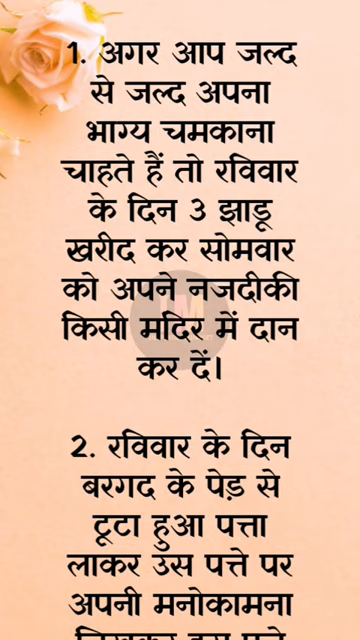 1. अगर आप जल्द
से जल्द अपना
भाग्य चमकाना
चाहते हैं तो रविवार
के दिन 3 झाडू
खरीद कर सोमवार
को अपने नजदीकी
किसी मदिर में दान
कर दें।
2. रविवार के दिन
बरगद के पेड़ से
टूटा हुआ पत्ता
लाकर उस पत्ते पर
अपनी मनोकामना